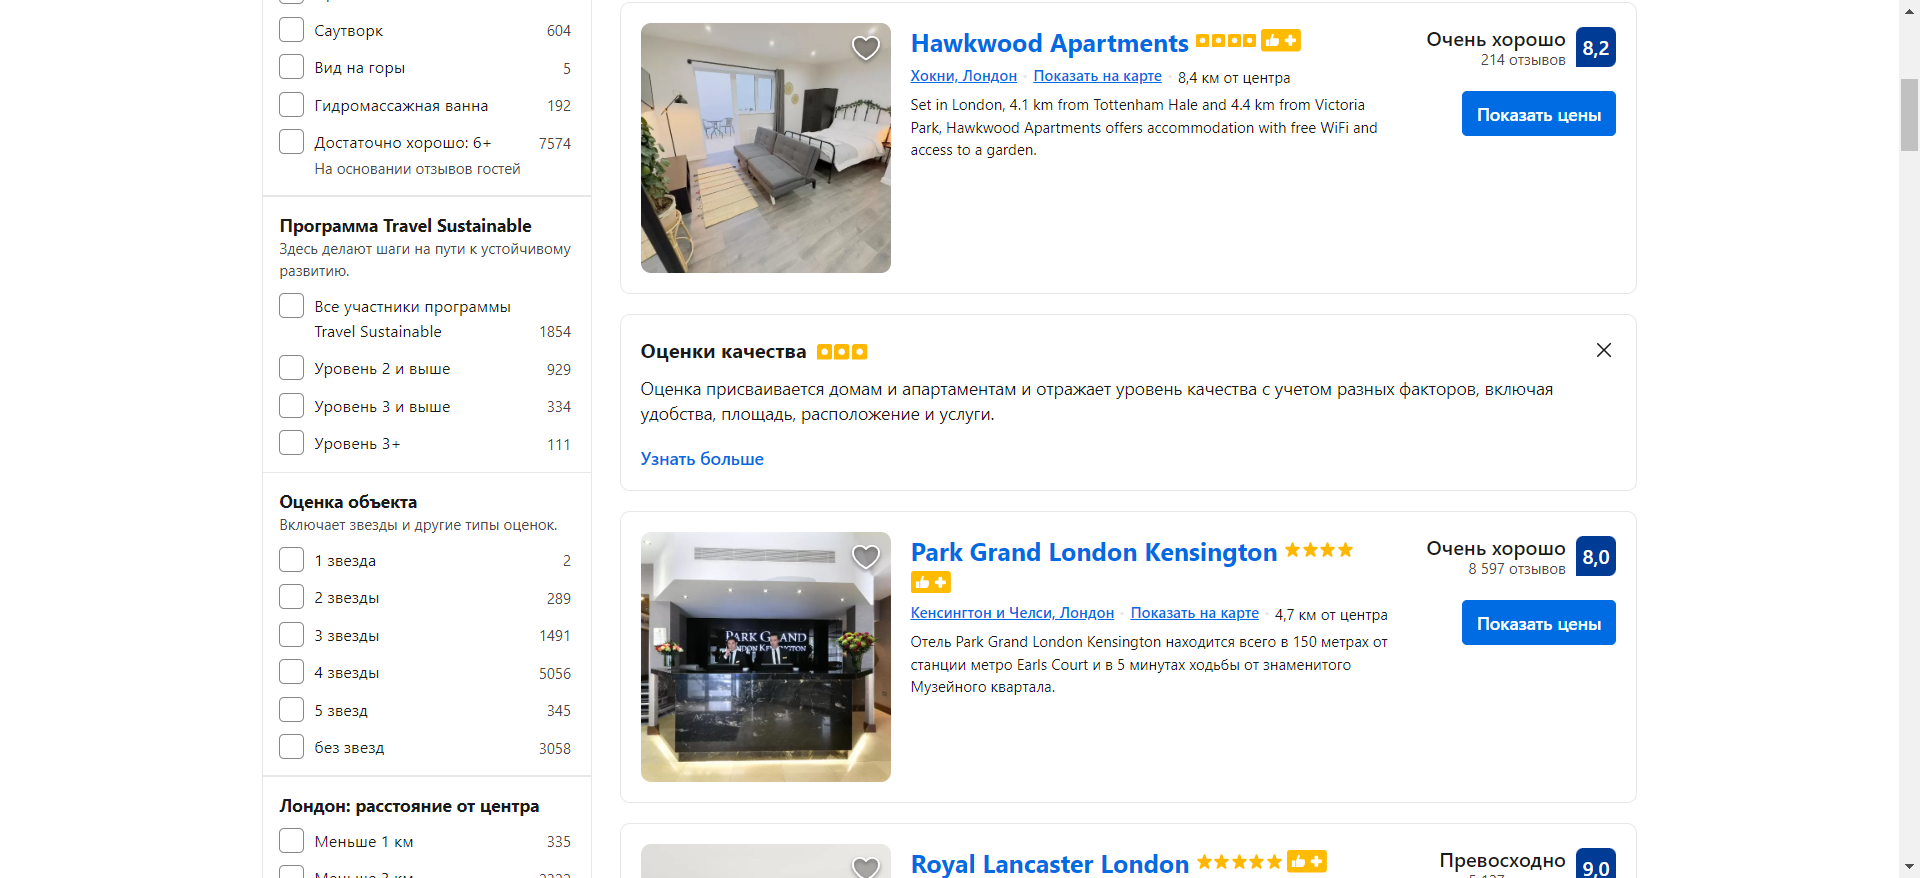 Саутворк 604
Вид на горы 5
Гидромассажная ванна 192
Достаточно хорошо: 6+ 7574
На основании отзывов гостей
Программа Travel Sustainable
Здесь делают шаги на пути к устойчивому
развитию.
Все участники программы
Travel Sustainable 1854
Уровень 2 и выше 929
Уровень 3 и выше 334
Уровень 3+ 111
Оценка объекта
Включает звезды и другие типы оценок.
1 звезда 2
2 звезды 289
3 звезды 1491
4 звезды 5056
5 звезд 345
без звезд 3058
Лондон: расстояние от центра
Меньше 1 км 335
Hawkwood Apartments
Хокни, Лондон Показать на карте 8,4 км от центра
Set in London, 4.1 km from Tottenham Hale and 4.4 km from Victoria
Park, Hawkwood Apartments offers accommodation with free WiFi and
access to a garden.
Очень хорошо 8,2
214 отзывов
Показать цены
Оценки качества
Оценка присваивается домам и апартаментам и отражает уровень качества с учетом разных факторов, включая
удобства, площадь, расположение и услуги.
Узнать больше
PARK GRAND
LONDON KENSINGTON
Park Grand London Kensington
Кенсингтон и Челси, Лондон Показать на карте 4,7 км от центра
Отель Park Grand London Kensington находится всего в 150 метрах от
станции метро Earls Court и в 5 минутах ходьбы от знаменитого
Музейного квартала.
Очень хорошо 8,0
8 597 отзывов
Показать цены
Royal Lancaster London
Превосходно 9,0